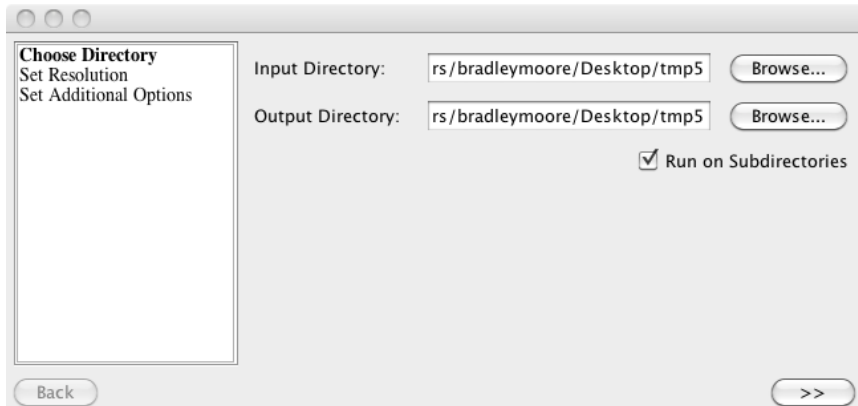 Choose Directory
Set Resolution
Set Additional Options
Input Directory: rs/bradleymoore/Desktop/tmp5 Browse...
Output Directory: rs/bradleymoore/Desktop/tmp5 Browse...
Run on Subdirectories
Back >>